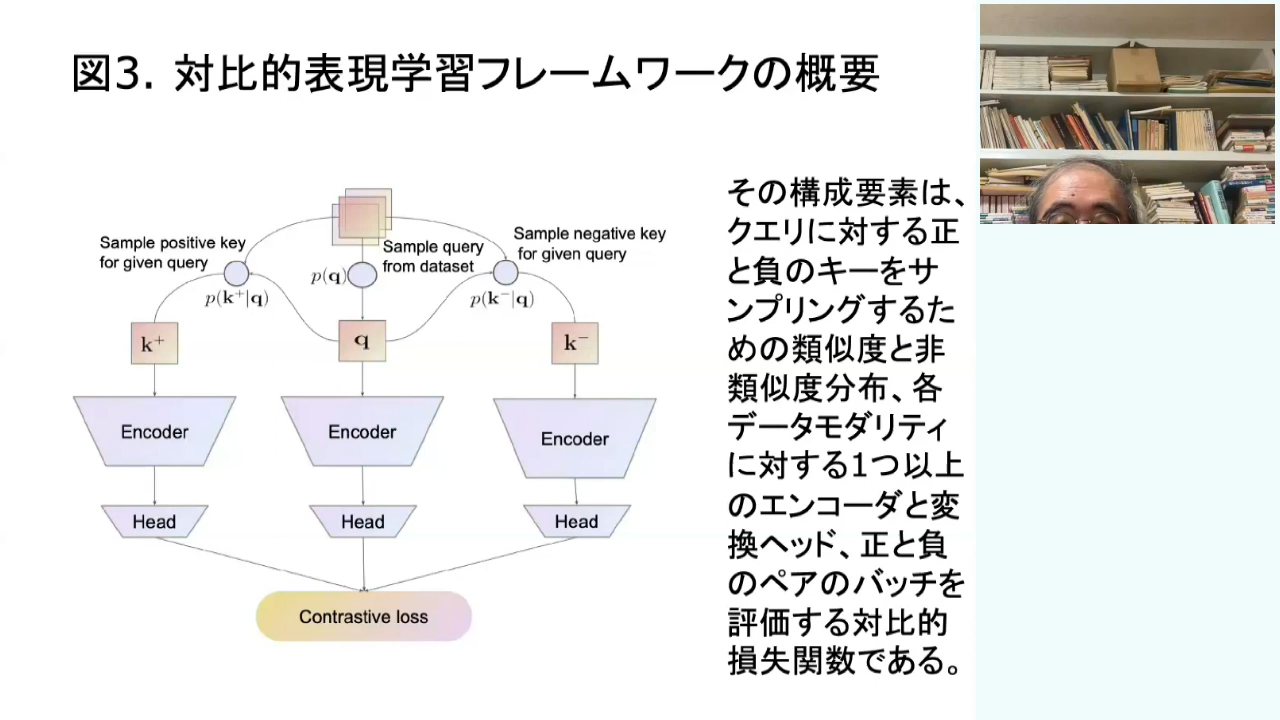 図3. 対比的表現学習フレームワークの概要
Sample positive key
for given query
Sample query
from dataset
Sample negative key
for given query
p(k⁺|q)
p(q)
p(k⁻|q)
k⁺
q
k⁻
Encoder
Encoder
Encoder
Head
Head
Head
Contrastive loss
その構成要素は、
クエリに対する正
と負のキーをサ
ンプリングするた
めの類似度と非
類似度分布、各
データモダリティ
に対する1つ以上
のエンコーダと変
換ヘッド、正と負
のペアのバッチを
評価する対比的
損失関数である。